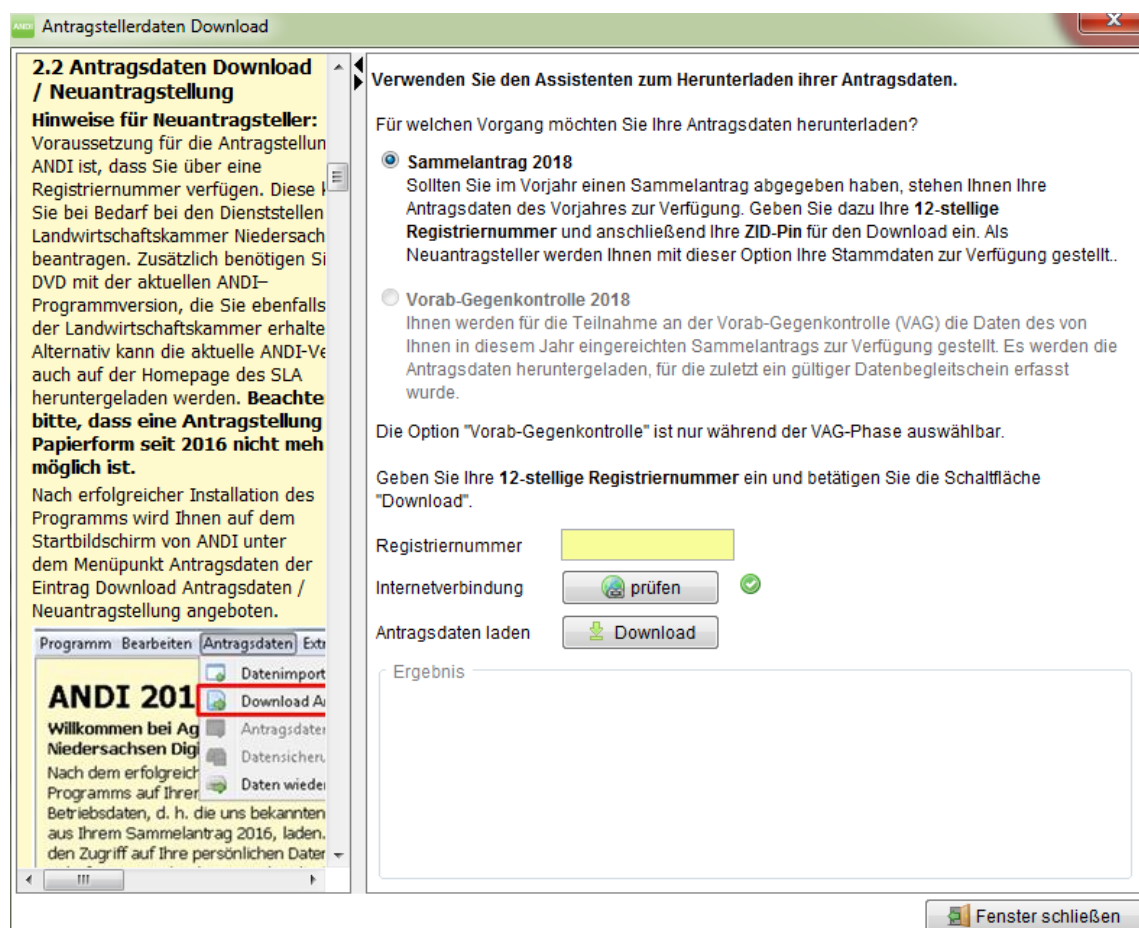 ANDI Antragstellerdaten Download
2.2 Antragsdaten Download
/ Neuantragstellung
Hinweise für Neuantragsteller:
Voraussetzung für die Antragstellun
ANDI ist, dass Sie über eine
Registriernummer verfügen. Diese
Sie bei Bedarf bei den Dienststellen
Landwirtschaftskammer Niedersach
beantragen. Zusätzlich benötigen Si
DVD mit der aktuellen ANDI–
Programmversion, die Sie ebenfalls
der Landwirtschaftskammer erhalte
Alternativ kann die aktuelle ANDI-Ve
auch auf der Homepage des SLA
heruntergeladen werden. Beachte
bitte, dass eine Antragstellung
Papierform seit 2016 nicht meh
möglich ist.
Nach erfolgreicher Installation des
Programms wird Ihnen auf dem
Startbildschirm von ANDI unter
dem Menüpunkt Antragsdaten der
Eintrag Download Antragsdaten /
Neuantragstellung angeboten.
Programm Bearbeiten Antragsdaten Extr
Datenimport
ANDI 201 Download A
Willkommen bei Ag Antragsdaten
Niedersachsen Digi Datensicheru
Nach dem erfolgreich Daten wieder
Programms auf Ihrer
Betriebsdaten, d. h. die uns bekannten
aus Ihrem Sammelantrag 2016, laden.
den Zugriff auf Ihre persönlichen Daten
Verwenden Sie den Assistenten zum Herunterladen ihrer Antragsdaten.
Für welchen Vorgang möchten Sie Ihre Antragsdaten herunterladen?
Sammelantrag 2018
Sollten Sie im Vorjahr einen Sammelantrag abgegeben haben, stehen Ihnen Ihre
Antragsdaten des Vorjahres zur Verfügung. Geben Sie dazu Ihre 12-stellige
Registriernummer und anschließend Ihre ZID-Pin für den Download ein. Als
Neuantragsteller werden Ihnen mit dieser Option Ihre Stammdaten zur Verfügung gestellt..
Vorab-Gegenkontrolle 2018
Ihnen werden für die Teilnahme an der Vorab-Gegenkontrolle (VAG) die Daten des von
Ihnen in diesem Jahr eingereichten Sammelantrags zur Verfügung gestellt. Es werden die
Antragsdaten heruntergeladen, für die zuletzt ein gültiger Datenbegleitschein erfasst
wurde.
Die Option "Vorab-Gegenkontrolle" ist nur während der VAG-Phase auswählbar.
Geben Sie Ihre 12-stellige Registriernummer ein und betätigen Sie die Schaltfläche
"Download".
Registriernummer
Internetverbindung prüfen
Antragsdaten laden Download
Ergebnis
Fenster schließen